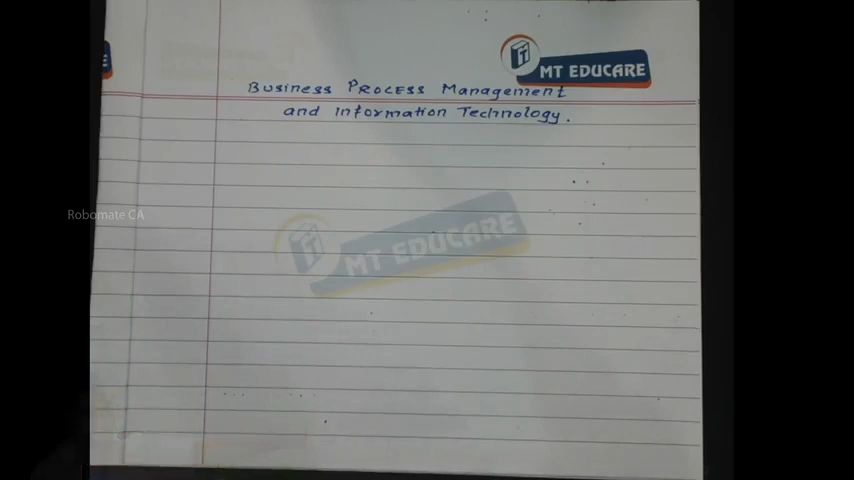 MT EDUCARE
Business Process Management
and Information Technology.
Robomate CA
MT EDUCARE